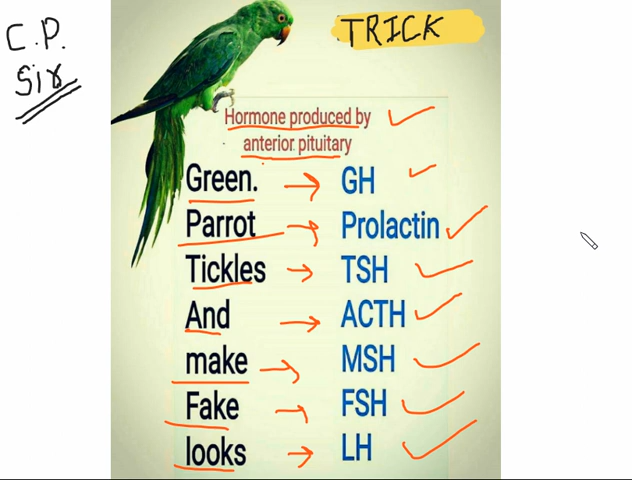 C.P.
Sir
TRICK
Hormone produced by
anterior pituitary
Green. → GH
Parrot → Prolactin
Tickles → TSH
And → ACTH
make → MSH
Fake → FSH
looks → LH